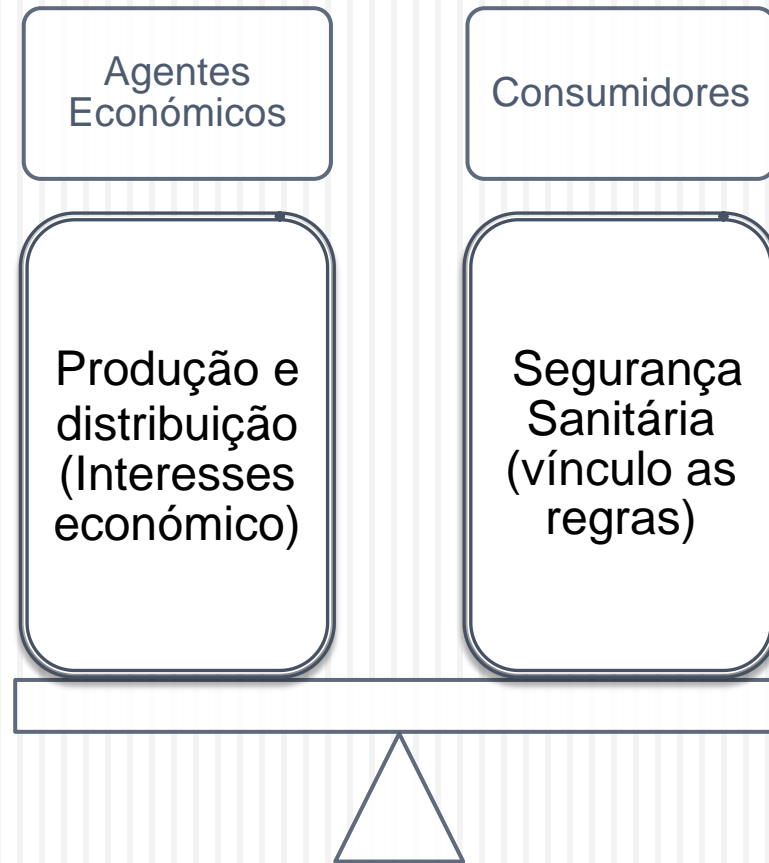 Agentes
Económicos
Consumidores
Produção e
distribuição
(Interesses
económico)
Segurança
Sanitária
(vínculo as
regras)